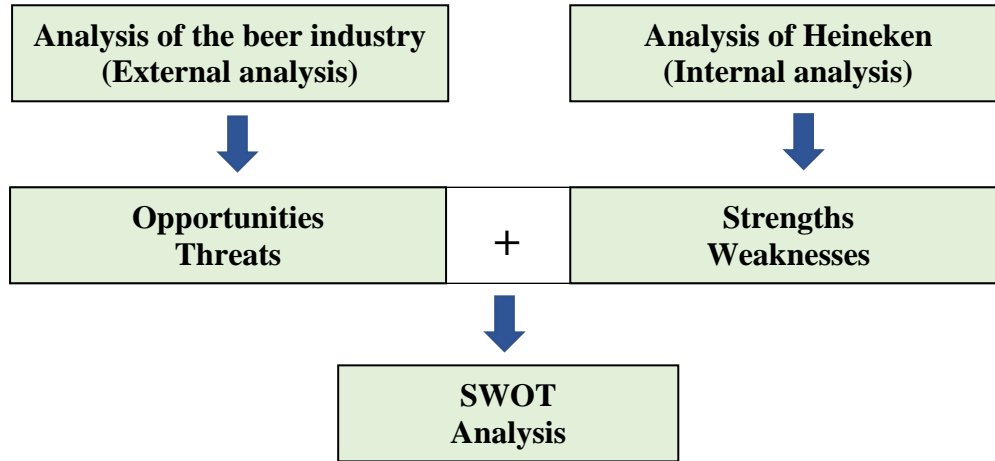 Analysis of the beer industry
(External analysis)
Analysis of Heineken
(Internal analysis)
Opportunities
Threats
+
Strengths
Weaknesses
SWOT
Analysis